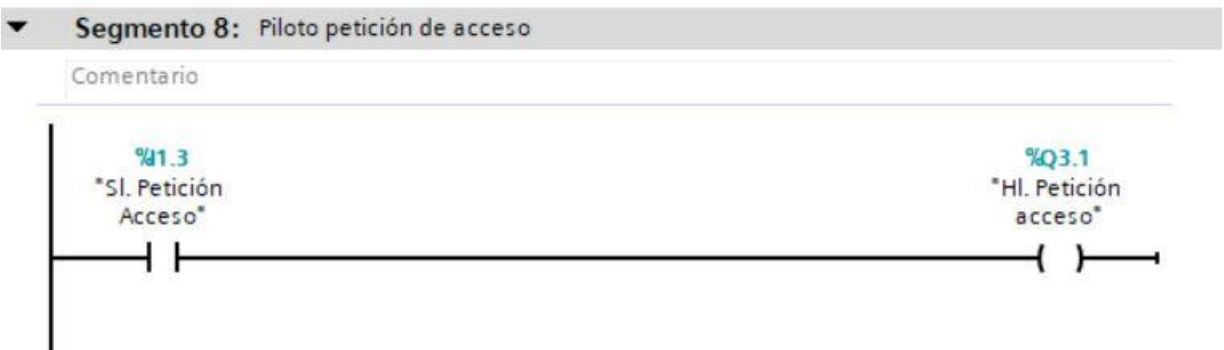 Segmento 8: Piloto petición de acceso
Comentario
%I1.3
"Sl. Petición
Acceso"
%Q3.1
"Hl. Petición
acceso"